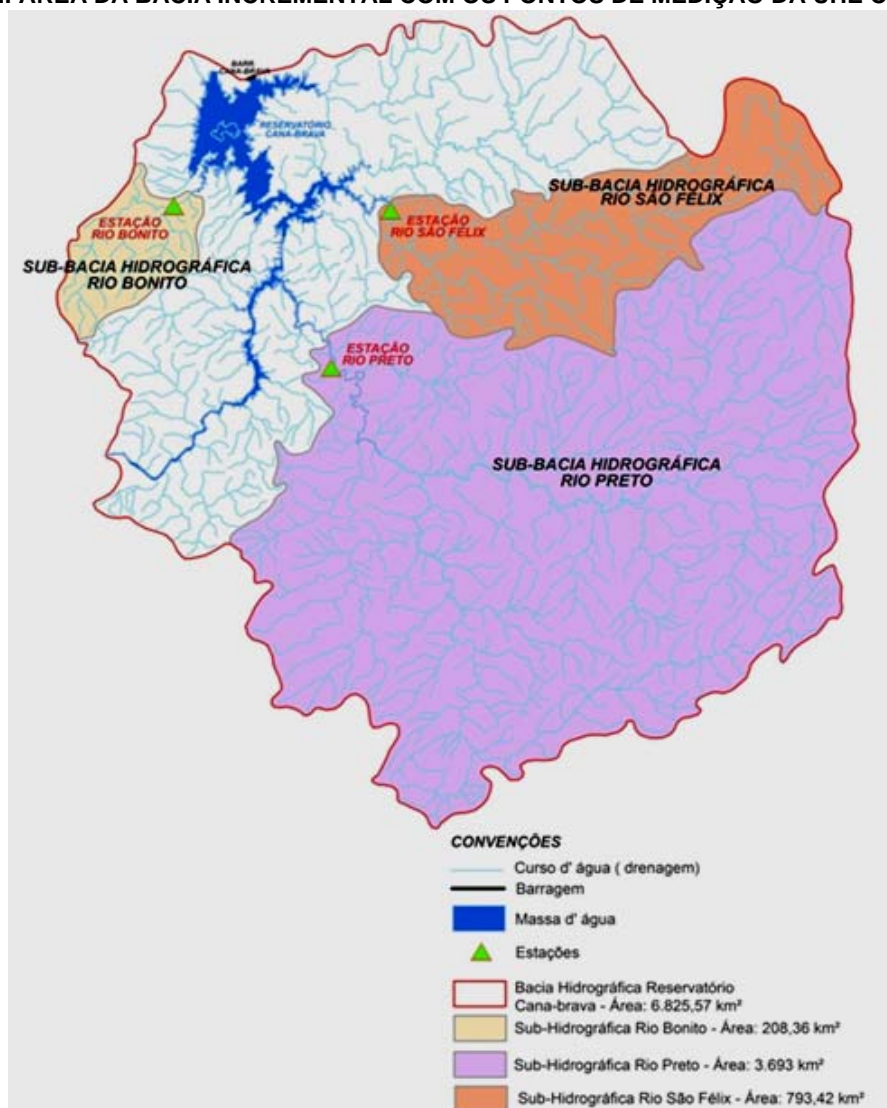 ÁREA DA BACIA INCREMENTAL COM OS PONTOS DE MEDIÇÃO DA UHE
BARR.
CANA-BRAVA
RESERVATÓRIO
CANA-BRAVA
SUB-BACIA HIDROGRÁFICA
RIO SÃO FÉLIX
ESTAÇÃO
RIO BONITO
ESTAÇÃO
RIO SÃO FÉLIX
SUB-BACIA HIDROGRÁFICA
RIO BONITO
ESTAÇÃO
RIO PRETO
SUB-BACIA HIDROGRÁFICA
RIO PRETO
CONVENÇÕES
Curso d' água ( drenagem)
Barragem
Massa d' água
Estações
Bacia Hidrográfica Reservatório
Cana-brava - Área: 6.825,57 km²
Sub-Hidrográfica Rio Bonito - Área: 208,36 km²
Sub-Hidrográfica Rio Preto - Área: 3.693 km²
Sub-Hidrográfica Rio São Félix - Área: 793,42 km²